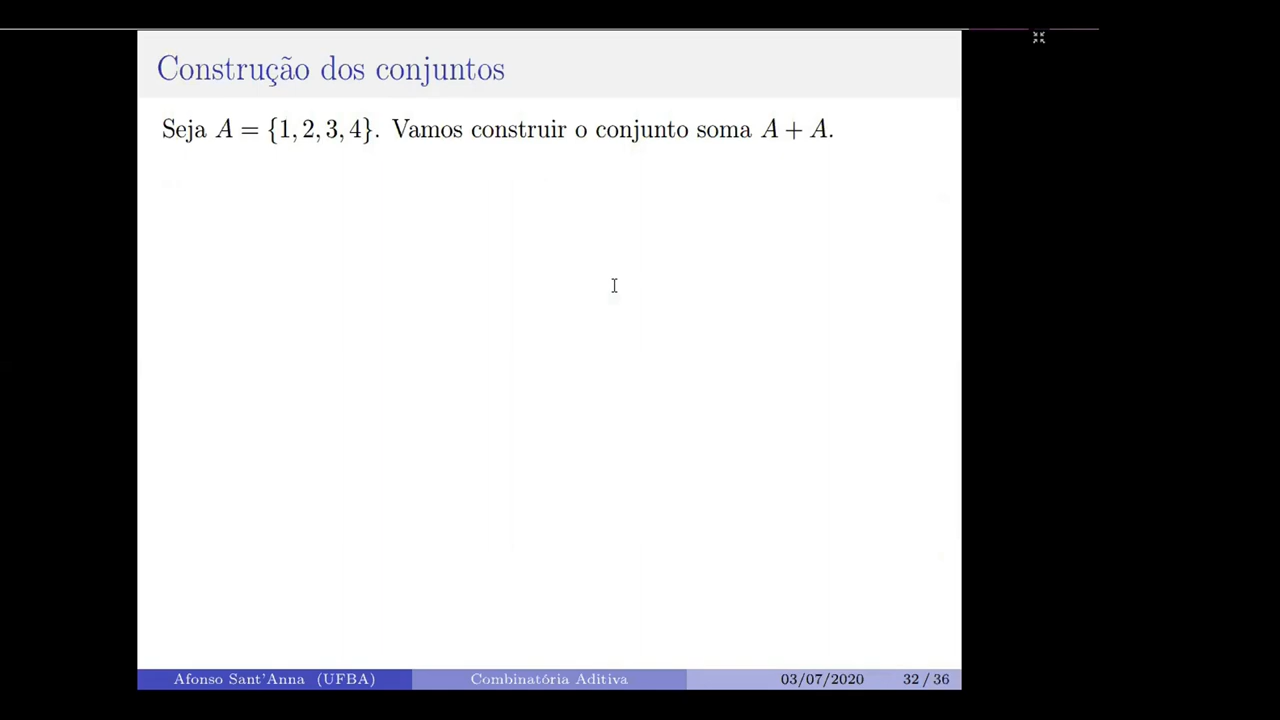 Construção dos conjuntos
Seja A = {1, 2, 3, 4}. Vamos construir o conjunto soma A + A.
Afonso Sant'Anna (UFBA) Combinatória Aditiva 03/07/2020 32 / 36